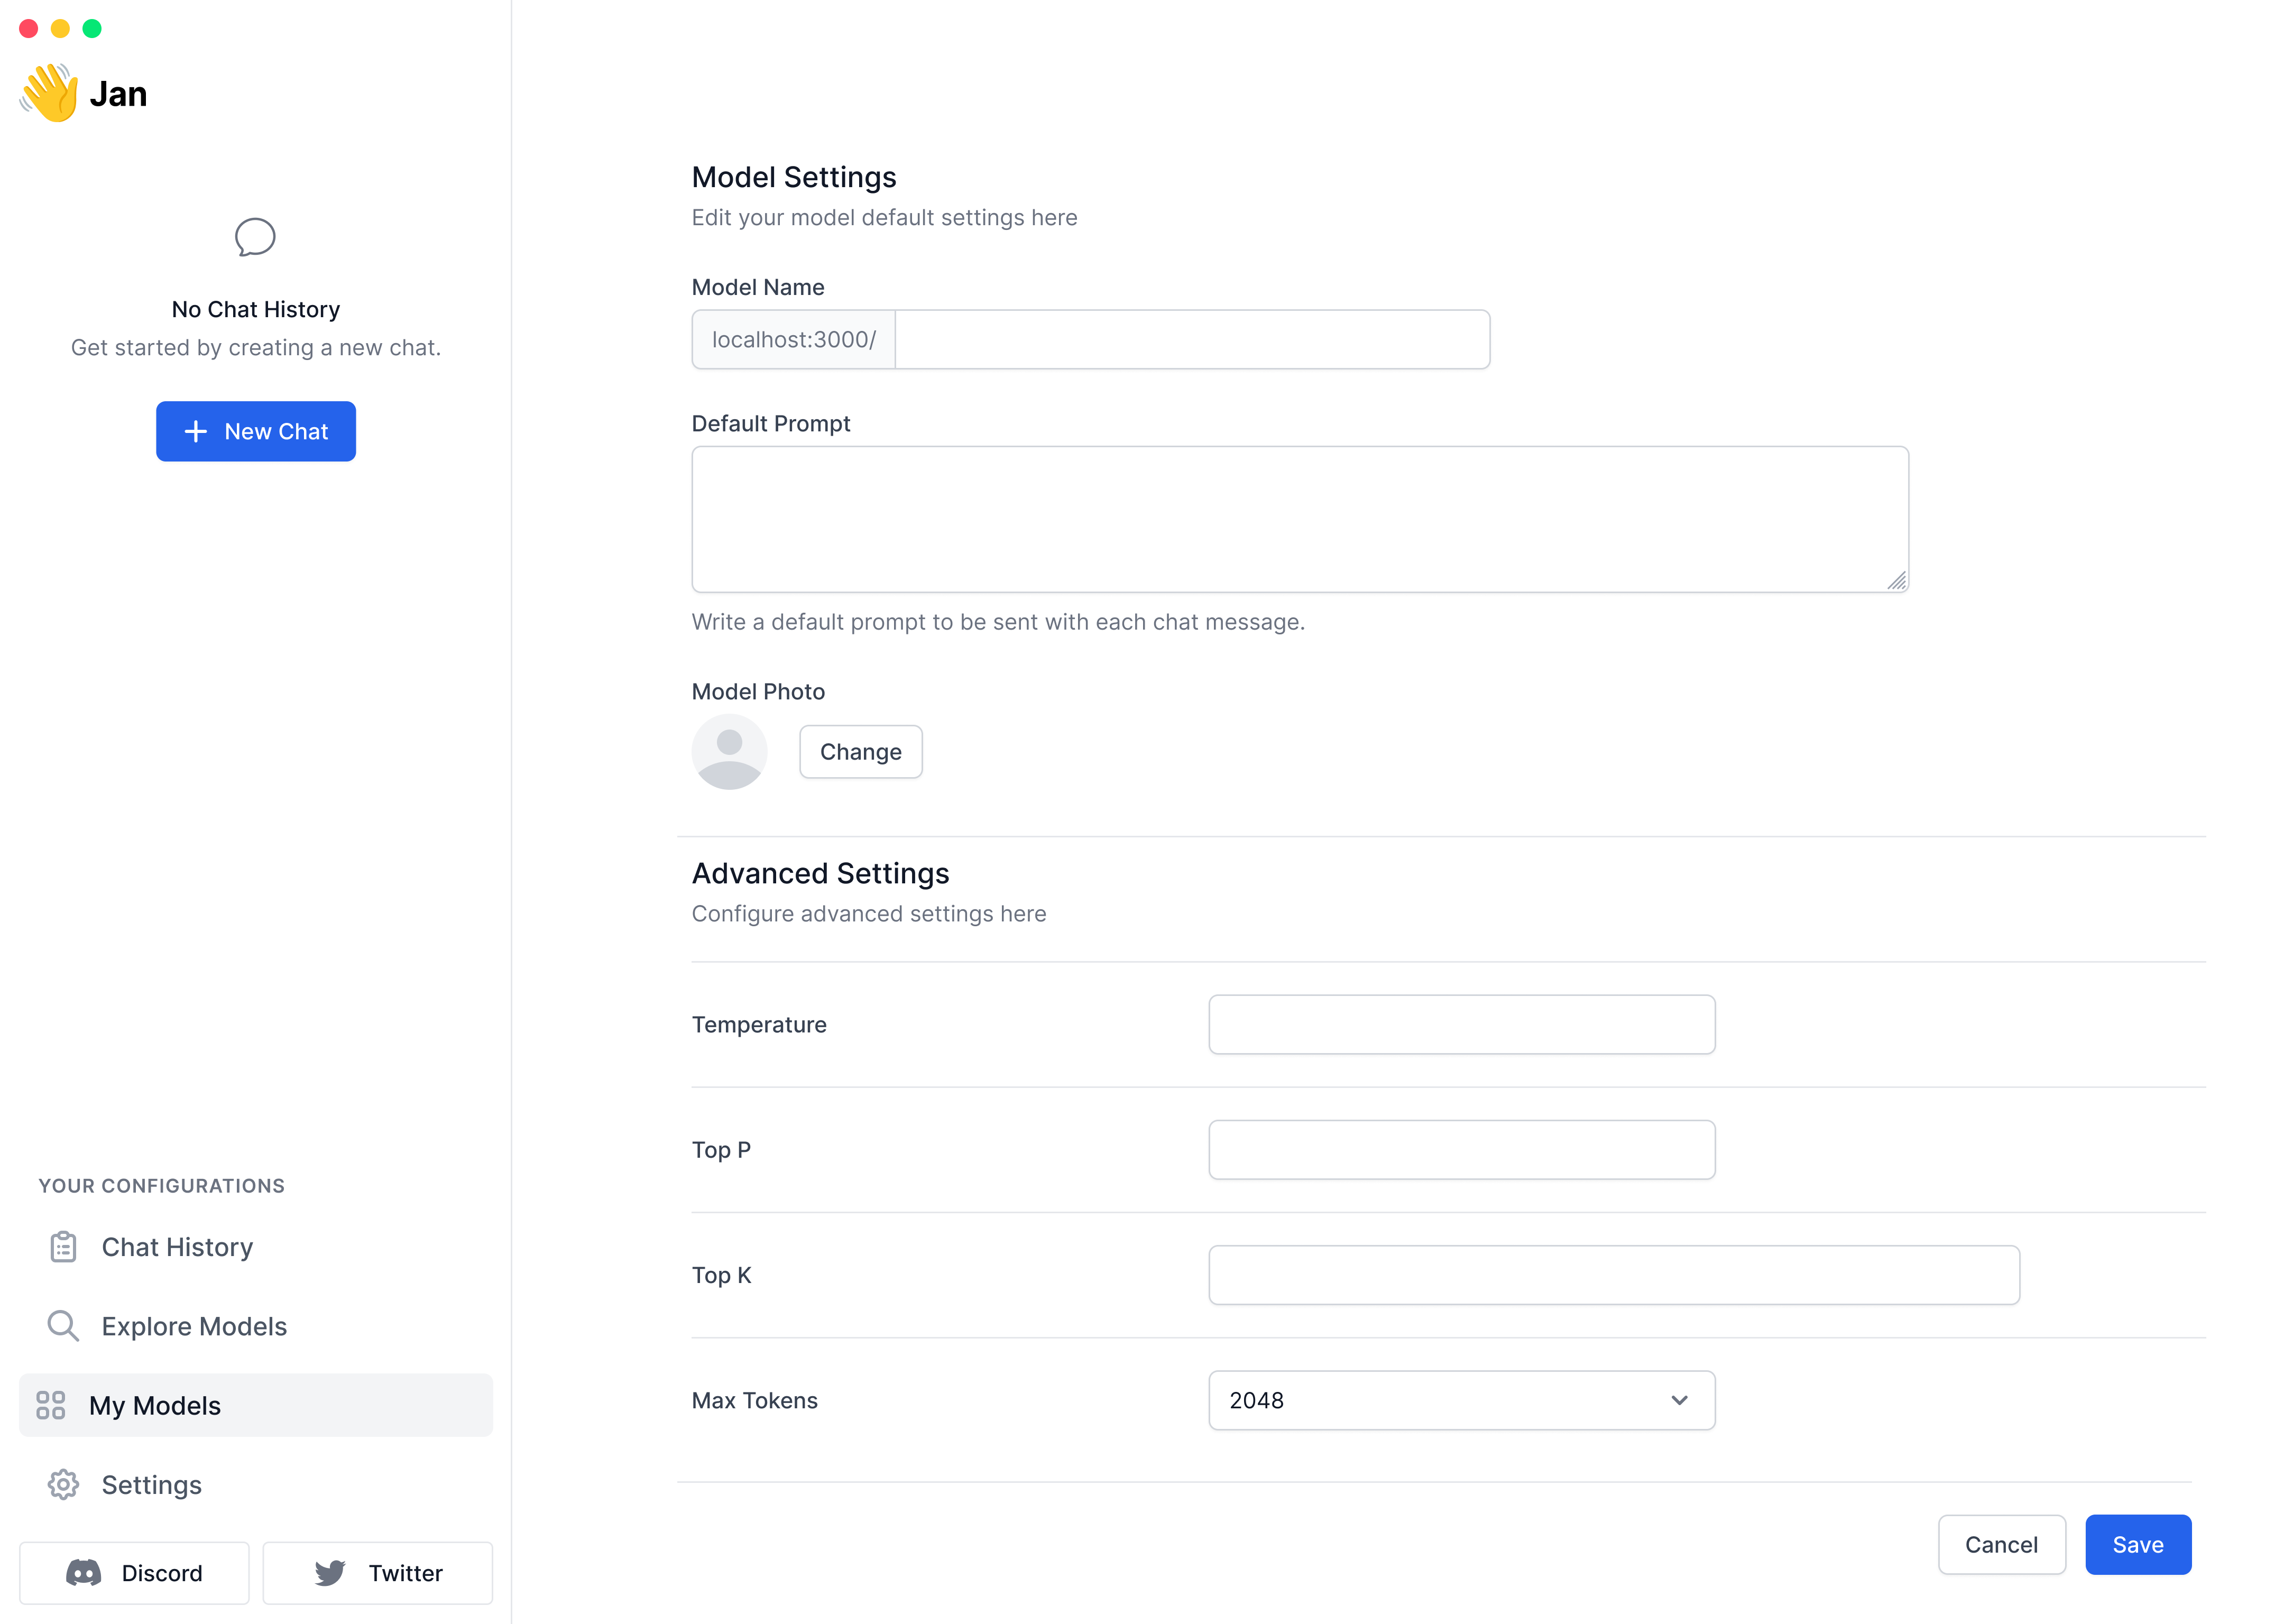 Jan
No Chat History
Get started by creating a new chat.
New Chat
YOUR CONFIGURATIONS
Chat History
Explore Models
My Models
Settings
Discord
Twitter
Model Settings
Edit your model default settings here
Model Name
localhost:3000/
Default Prompt
Write a default prompt to be sent with each chat message.
Model Photo
Change
Advanced Settings
Configure advanced settings here
Temperature
Top P
Top K
Max Tokens
2048
Cancel
Save